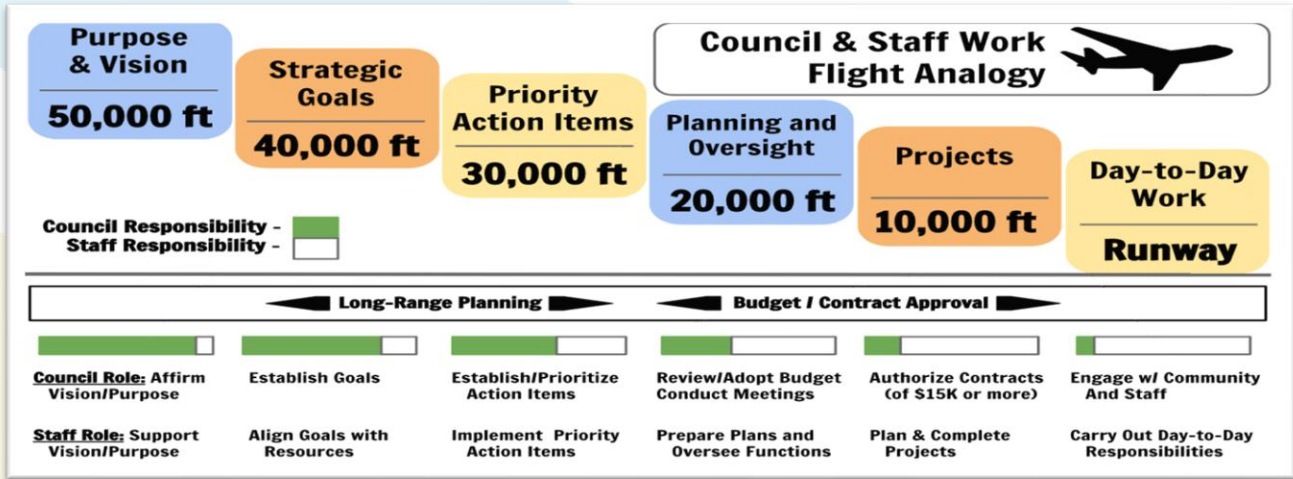 Purpose
& Vision
50,000 ft
Strategic
Goals
40,000 ft
Priority
Action Items
30,000 ft
Council & Staff Work
Flight Analogy
Planning and
Oversight
20,000 ft
Projects
10,000 ft
Day-to-Day
Work
Runway
Council Responsibility -
Staff Responsibility -
Long-Range Planning
Budget / Contract Approval
Council Role: Affirm
Vision/Purpose
Establish Goals
Establish/Prioritize
Action Items
Review/Adopt Budget
Conduct Meetings
Authorize Contracts
(of $15K or more)
Engage w/ Community
And Staff
Staff Role: Support
Vision/Purpose
Align Goals with
Resources
Implement Priority
Action Items
Prepare Plans and
Oversee Functions
Plan & Complete
Projects
Carry Out Day-to-Day
Responsibilities